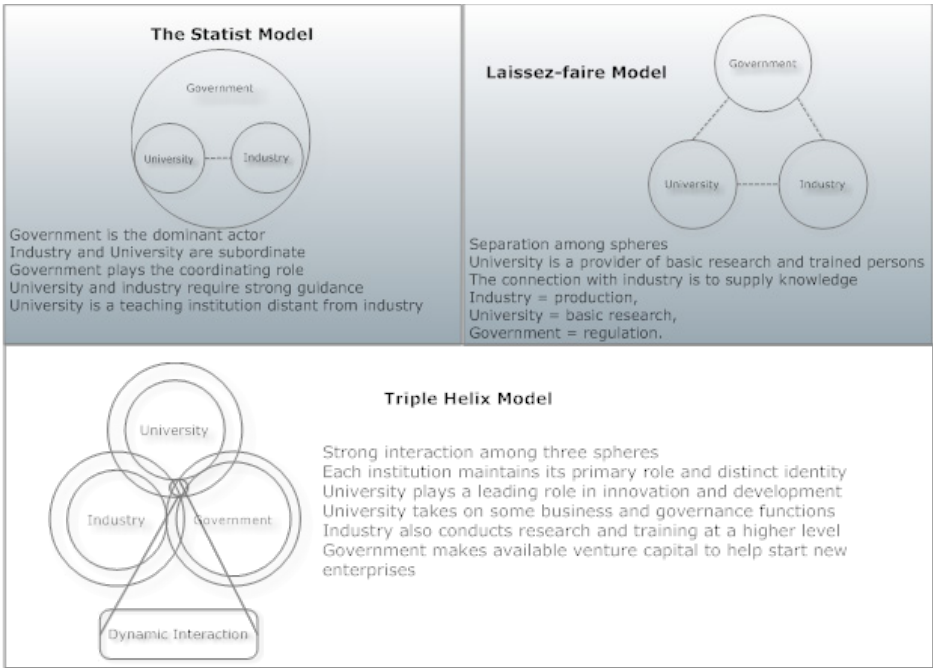 The Statist Model
Government
University
Industry
Government is the dominant actor
Industry and University are subordinate
Government plays the coordinating role
University and industry require strong guidance
University is a teaching institution distant from industry
Laissez-faire Model
Government
University
Industry
Separation among spheres
University is a provider of basic research and trained persons
The connection with industry is to supply knowledge
Industry = production,
University = basic research,
Government = regulation.
Triple Helix Model
University
Industry
Government
Dynamic Interaction
Strong interaction among three spheres
Each institution maintains its primary role and distinct identity
University plays a leading role in innovation and development
University takes on some business and governance functions
Industry also conducts research and training at a higher level
Government makes available venture capital to help start new
enterprises